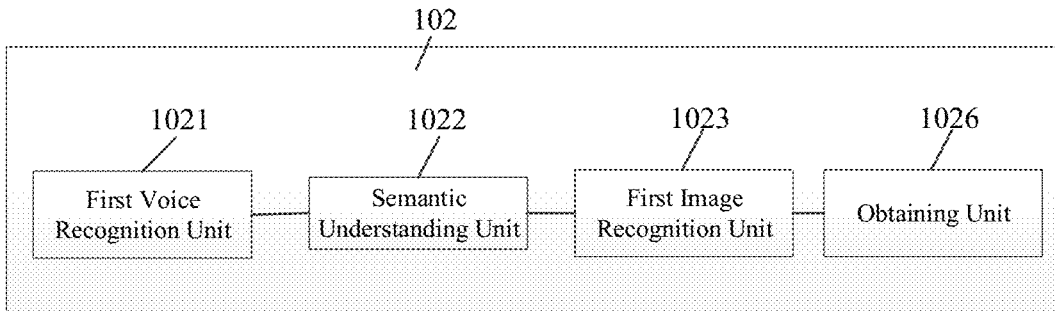 102
1021
1022
1023
1026
First Voice
Recognition Unit
Semantic
Understanding Unit
First Image
Recognition Unit
Obtaining Unit